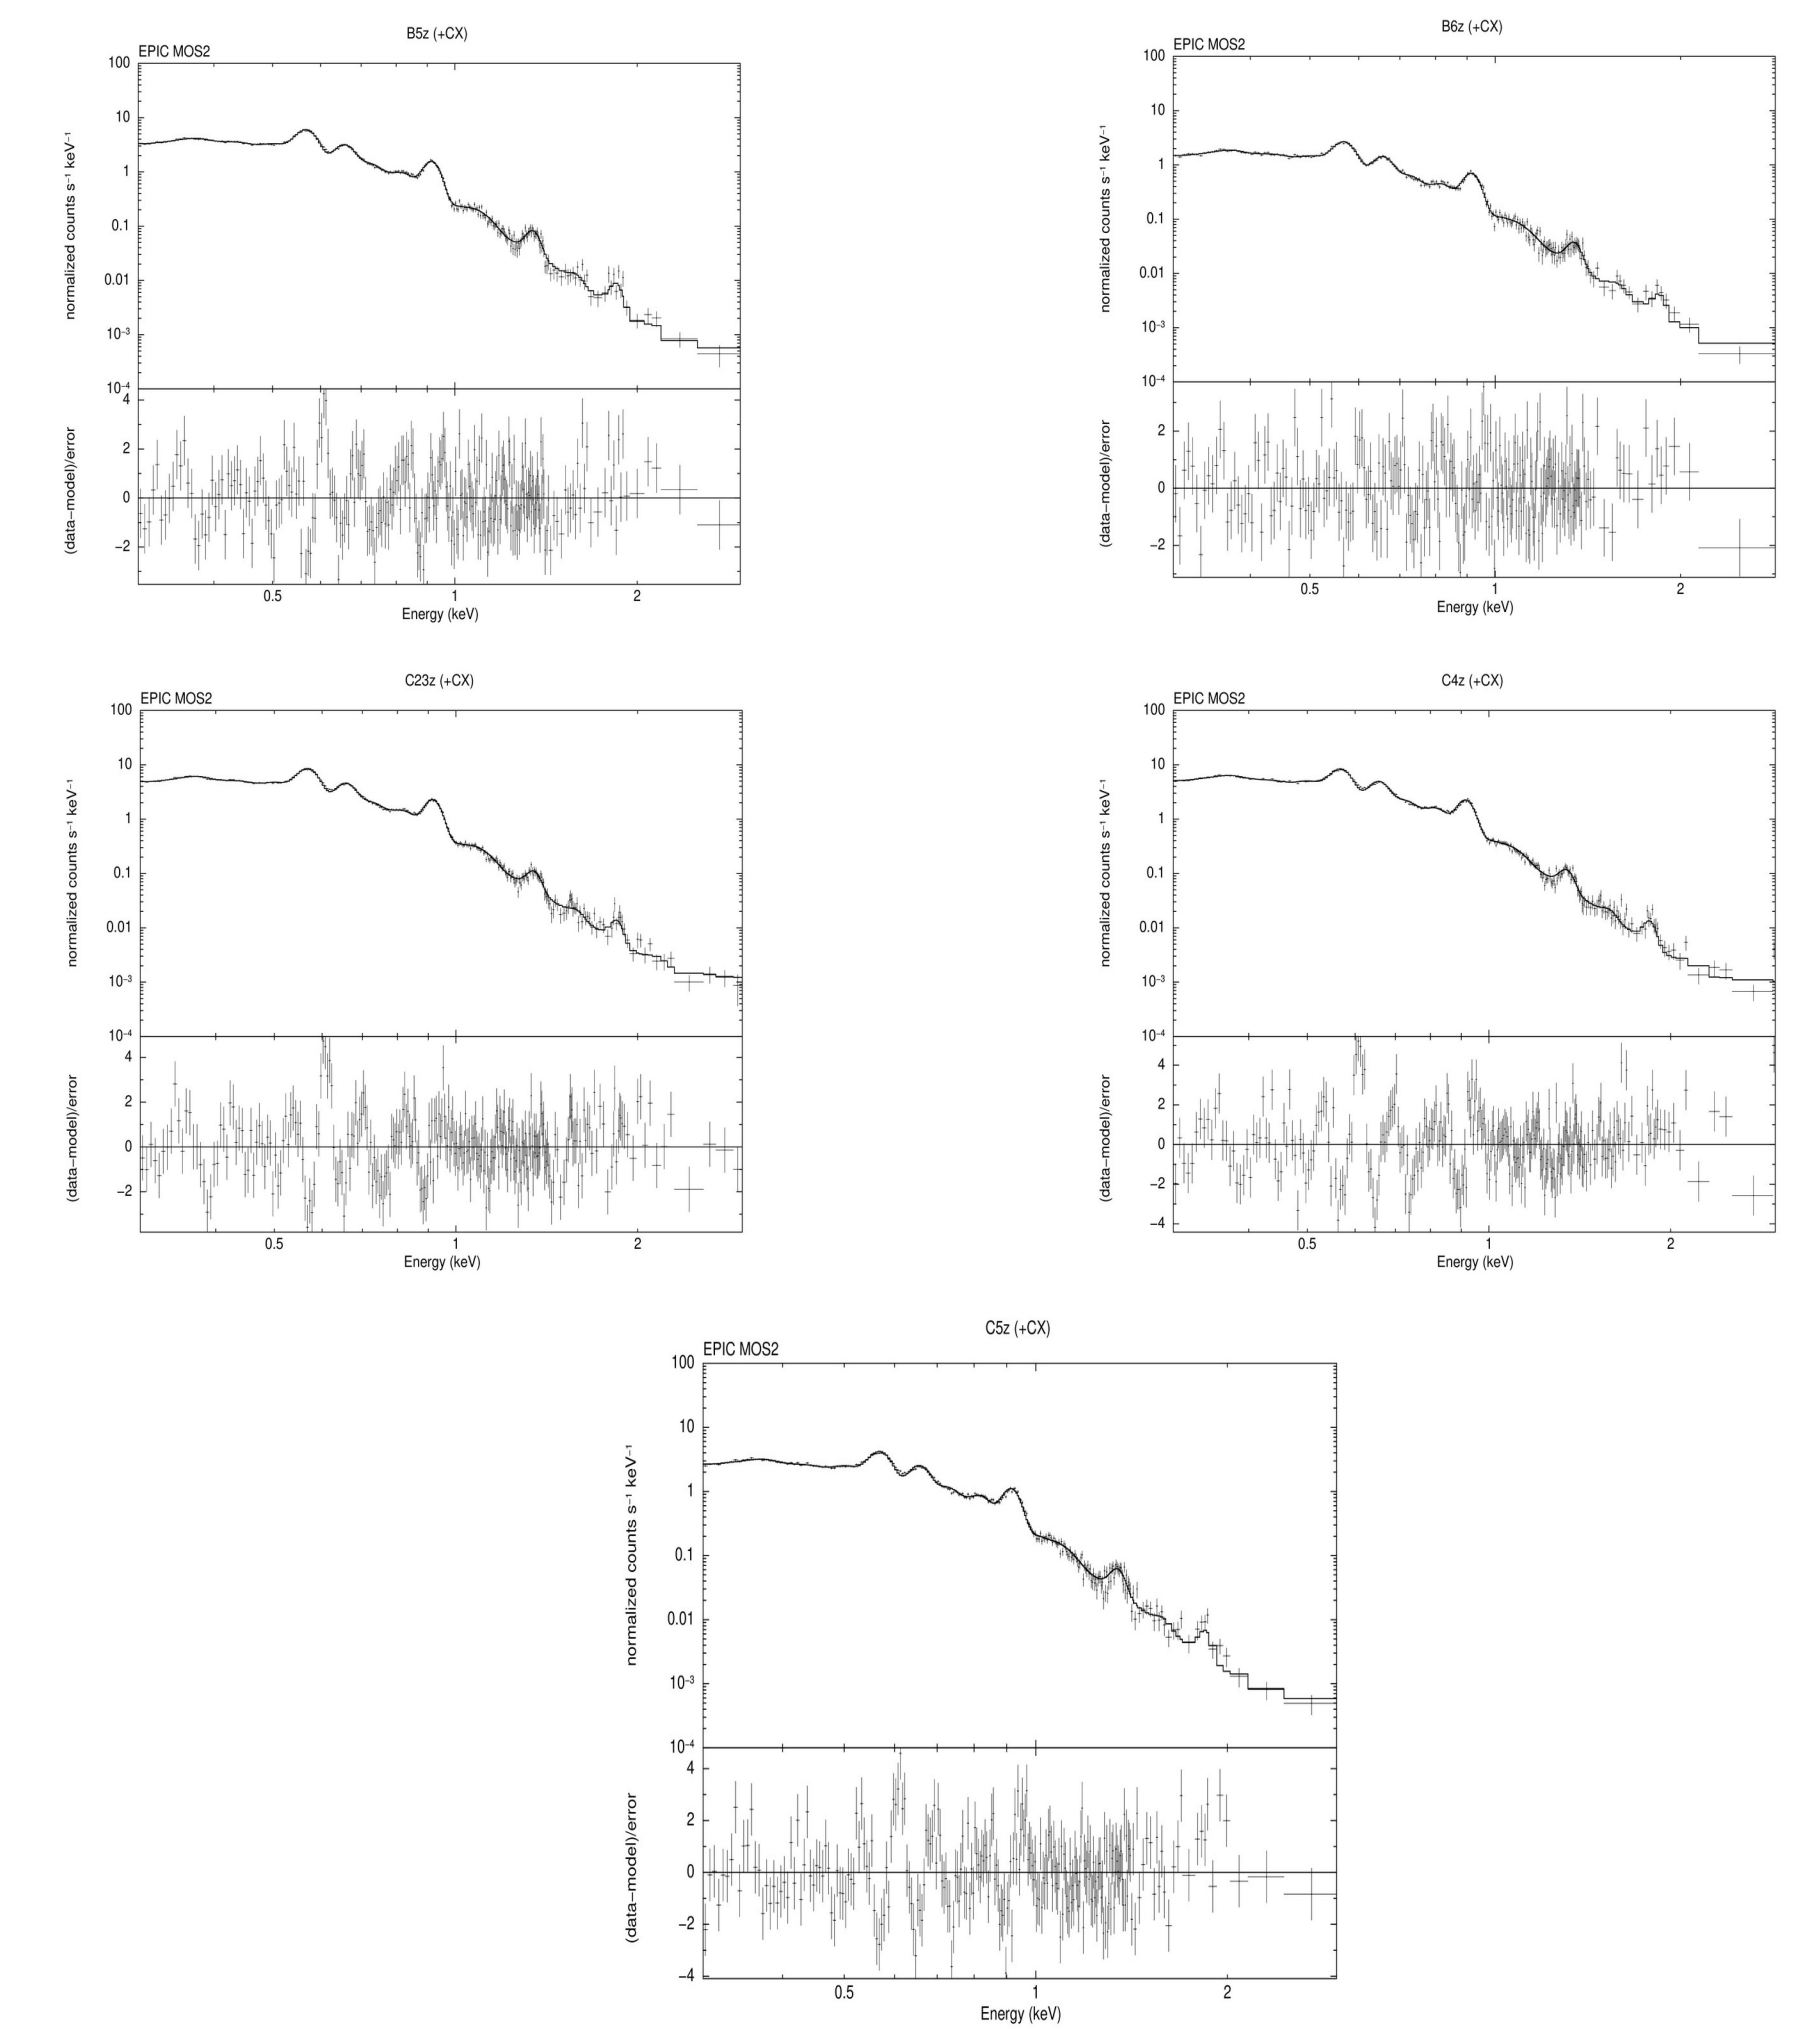 B5z (+CX)
EPIC MOS2
100
10
1
0.1
0.01
10⁻³
10⁻⁴
normalized counts s⁻¹ keV⁻¹
4
2
0
−2
(data−model)/error
0.5 1 2
Energy (keV)
B6z (+CX)
EPIC MOS2
100
10
1
0.1
0.01
10⁻³
10⁻⁴
normalized counts s⁻¹ keV⁻¹
2
0
−2
(data−model)/error
0.5 1 2
Energy (keV)
C23z (+CX)
EPIC MOS2
100
10
1
0.1
0.01
10⁻³
10⁻⁴
normalized counts s⁻¹ keV⁻¹
4
2
0
−2
(data−model)/error
0.5 1 2
Energy (keV)
C4z (+CX)
EPIC MOS2
100
10
1
0.1
0.01
10⁻³
10⁻⁴
normalized counts s⁻¹ keV⁻¹
4
2
0
−2
−4
(data−model)/error
0.5 1 2
Energy (keV)
C5z (+CX)
EPIC MOS2
100
10
1
0.1
0.01
10⁻³
10⁻⁴
normalized counts s⁻¹ keV⁻¹
4
2
0
−2
−4
(data−model)/error
0.5 1 2
Energy (keV)